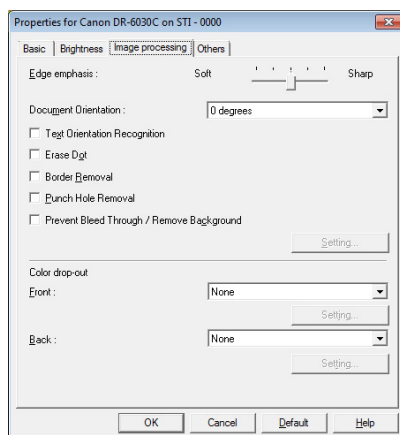 Properties for Canon DR-6030C on STI - 0000
Basic Brightness Image processing Others
Edge emphasis : Soft Sharp
Document Orientation : 0 degrees
Text Orientation Recognition
Erase Dot
Border Removal
Punch Hole Removal
Prevent Bleed Through / Remove Background
Setting...
Color drop-out
Front : None
Setting...
Back : None
Setting...
OK Cancel Default Help